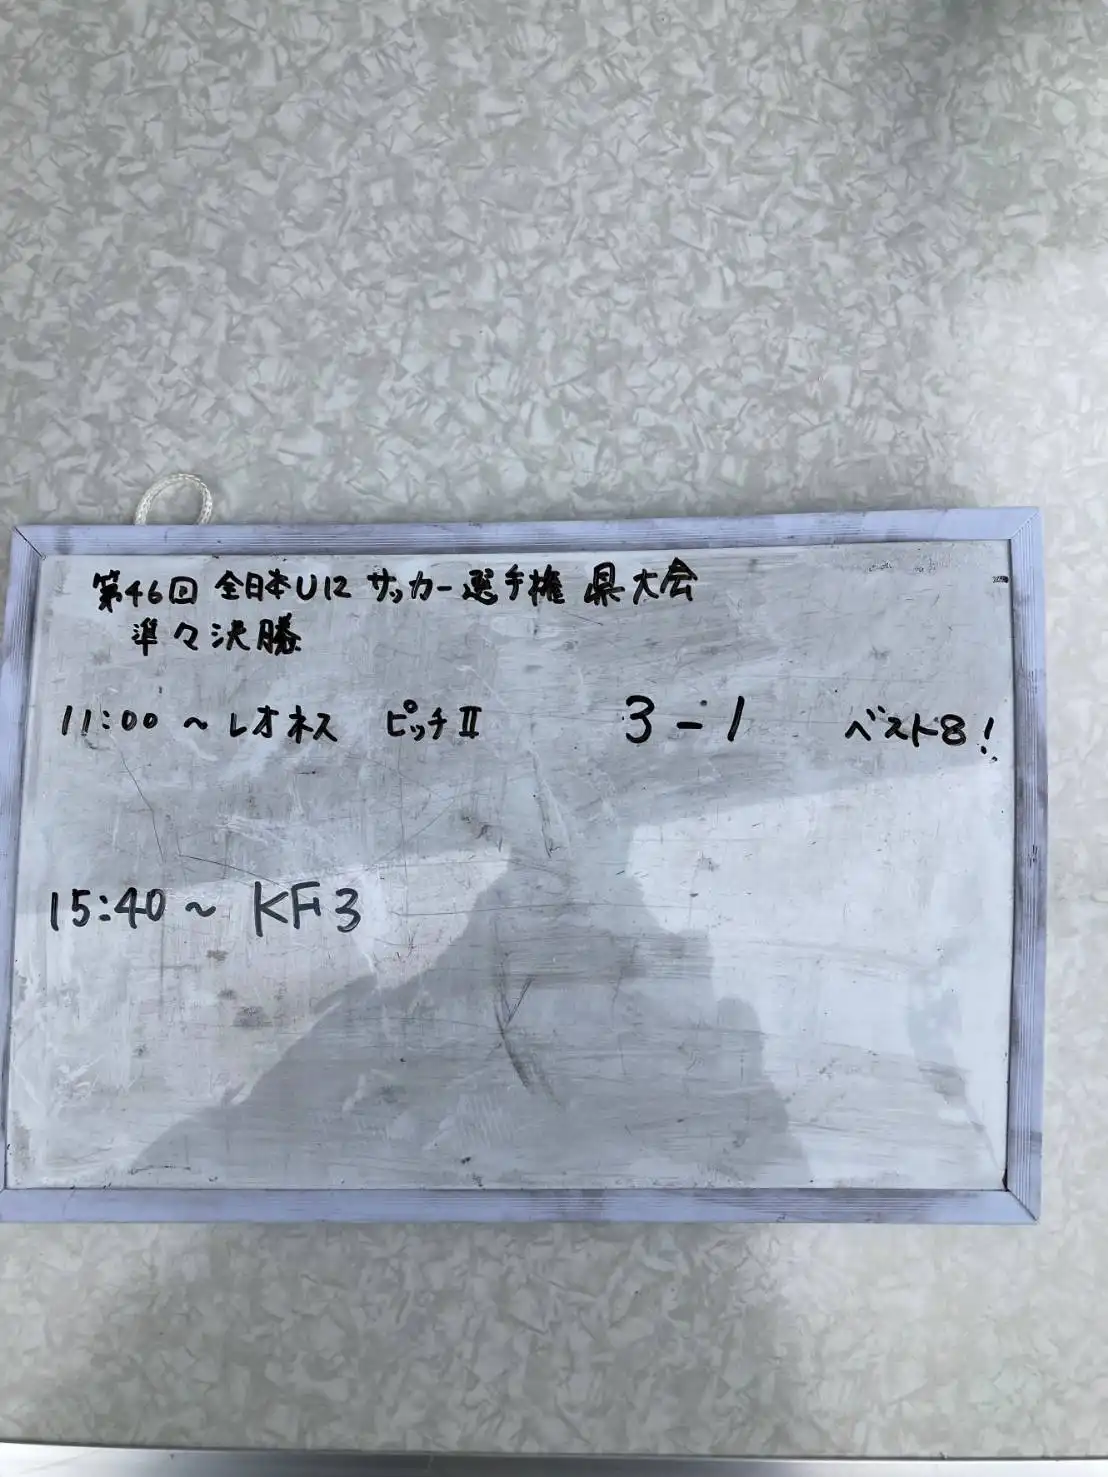 第46回 全日本U12 サッカー選手権 県大会
準々決勝
11:00 ～レオネス ピッチⅡ 3-1 ベスト8!
15:40～ KF3